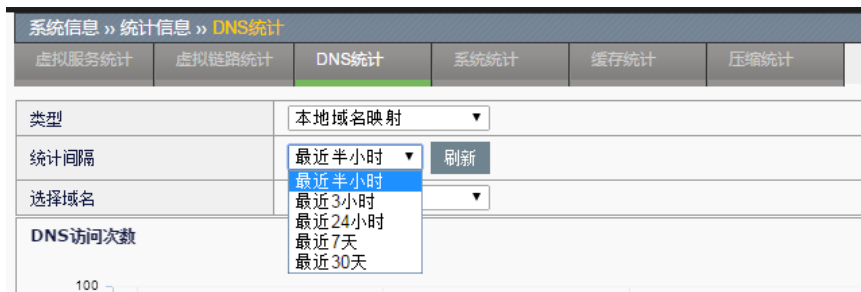 系统信息 » 统计信息 » DNS统计
虚拟服务统计 虚拟链路统计 DNS统计 系统统计 缓存统计 压缩统计
类型 本地域名映射
统计间隔 最近半小时 刷新
最近半小时
选择域名
最近3小时
最近24小时
DNS访问次数
最近7天
最近30天
100